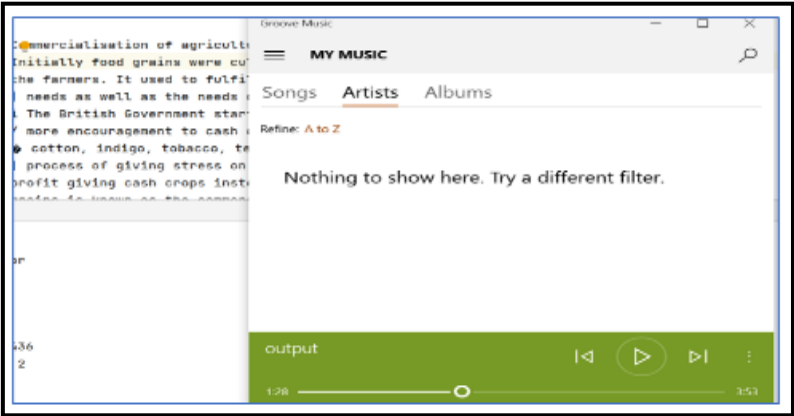 Commercialisation of agricult
Initially food grains were cu
the farmers. It used to fulfi
needs as well as the needs
The British Government star
more encouragement to cash
cotton, indigo, tobacco, te
process of giving stress on
profit giving cash crops inst
or
436
2
Groove Music
MY MUSIC
Songs Artists Albums
Refine: A to Z
Nothing to show here. Try a different filter.
output
1:28 3:53